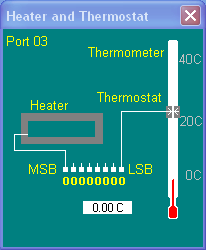 Heater and Thermostat
Port 03
Thermometer
40C
Thermostat
Heater
20C
MSB LSB
0C
00000000
0.00 C